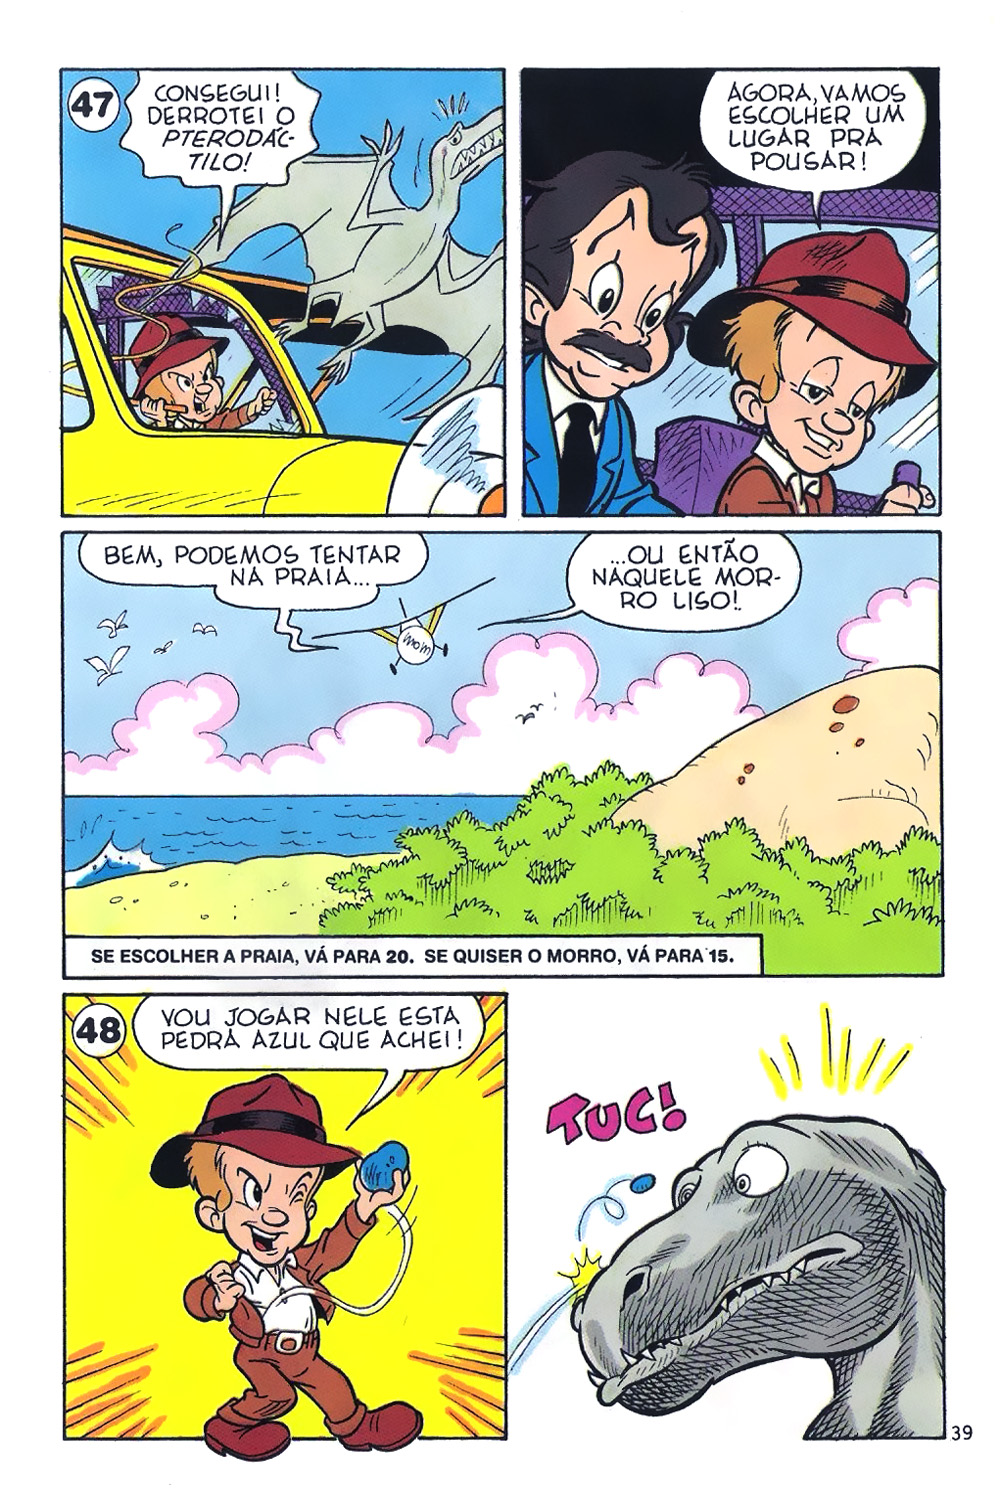 47
CONSEGUI!
DERROTEI O
PTERODÁC-
TILO!
AGORA, VAMOS
ESCOLHER UM
LUGAR PRA
POUSAR!
BEM, PODEMOS TENTAR
NA PRAIA...
...OU ENTÃO
NAQUELE MOR-
RO LISO!
SE ESCOLHER A PRAIA, VÁ PARA 20. SE QUISER O MORRO, VÁ PARA 15.
48
VOU JOGAR NELE ESTA
PEDRA AZUL QUE ACHEI!
TUC!
39